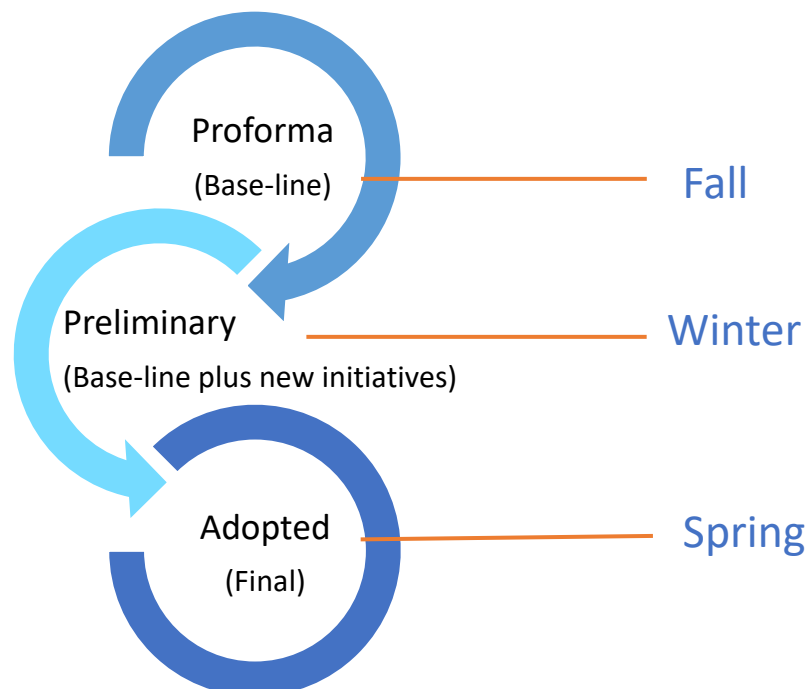 Proforma
(Base-line)
Fall
Preliminary
(Base-line plus new initiatives)
Winter
Adopted
(Final)
Spring